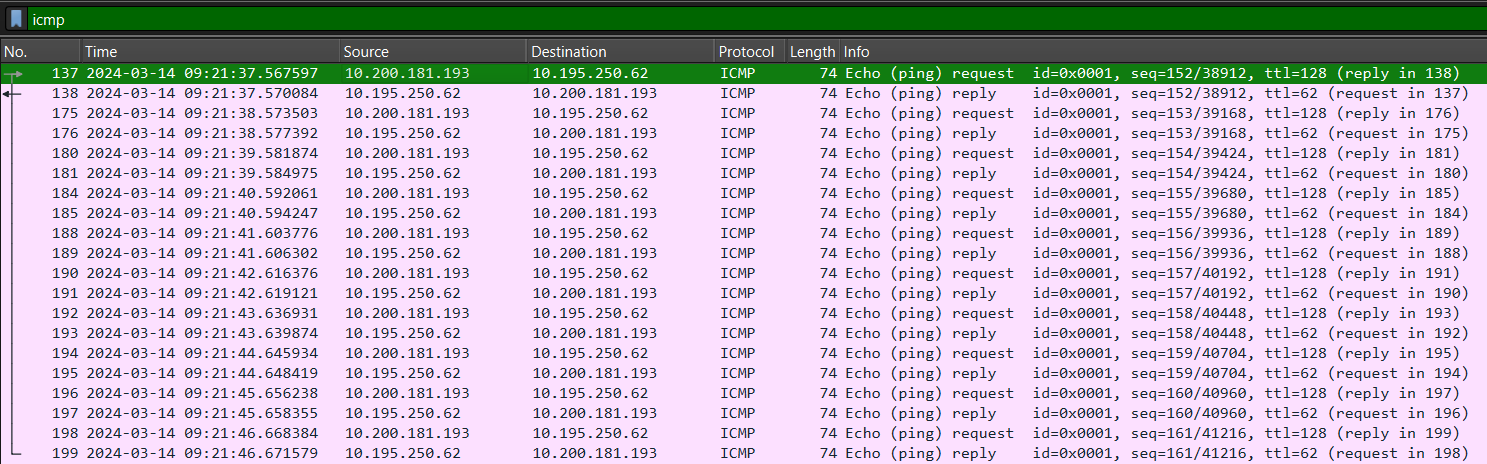 icmp
No. Time Source Destination Protocol Length Info
137 2024-03-14 09:21:37.567597 10.200.181.193 10.195.250.62 ICMP 74 Echo (ping) request id=0x0001, seq=152/38912, ttl=128 (reply in 138)
138 2024-03-14 09:21:37.570084 10.195.250.62 10.200.181.193 ICMP 74 Echo (ping) reply id=0x0001, seq=152/38912, ttl=62 (request in 137)
175 2024-03-14 09:21:38.573503 10.200.181.193 10.195.250.62 ICMP 74 Echo (ping) request id=0x0001, seq=153/39168, ttl=128 (reply in 176)
176 2024-03-14 09:21:38.577392 10.195.250.62 10.200.181.193 ICMP 74 Echo (ping) reply id=0x0001, seq=153/39168, ttl=62 (request in 175)
180 2024-03-14 09:21:39.581874 10.200.181.193 10.195.250.62 ICMP 74 Echo (ping) request id=0x0001, seq=154/39424, ttl=128 (reply in 181)
181 2024-03-14 09:21:39.584975 10.195.250.62 10.200.181.193 ICMP 74 Echo (ping) reply id=0x0001, seq=154/39424, ttl=62 (request in 180)
184 2024-03-14 09:21:40.592061 10.200.181.193 10.195.250.62 ICMP 74 Echo (ping) request id=0x0001, seq=155/39680, ttl=128 (reply in 185)
185 2024-03-14 09:21:40.594247 10.195.250.62 10.200.181.193 ICMP 74 Echo (ping) reply id=0x0001, seq=155/39680, ttl=62 (request in 184)
188 2024-03-14 09:21:41.603776 10.200.181.193 10.195.250.62 ICMP 74 Echo (ping) request id=0x0001, seq=156/39936, ttl=128 (reply in 189)
189 2024-03-14 09:21:41.606302 10.195.250.62 10.200.181.193 ICMP 74 Echo (ping) reply id=0x0001, seq=156/39936, ttl=62 (request in 188)
190 2024-03-14 09:21:42.616376 10.200.181.193 10.195.250.62 ICMP 74 Echo (ping) request id=0x0001, seq=157/40192, ttl=128 (reply in 191)
191 2024-03-14 09:21:42.619121 10.195.250.62 10.200.181.193 ICMP 74 Echo (ping) reply id=0x0001, seq=157/40192, ttl=62 (request in 190)
192 2024-03-14 09:21:43.636931 10.200.181.193 10.195.250.62 ICMP 74 Echo (ping) request id=0x0001, seq=158/40448, ttl=128 (reply in 193)
193 2024-03-14 09:21:43.639874 10.195.250.62 10.200.181.193 ICMP 74 Echo (ping) reply id=0x0001, seq=158/40448, ttl=62 (request in 192)
194 2024-03-14 09:21:44.645934 10.200.181.193 10.195.250.62 ICMP 74 Echo (ping) request id=0x0001, seq=159/40704, ttl=128 (reply in 195)
195 2024-03-14 09:21:44.648419 10.195.250.62 10.200.181.193 ICMP 74 Echo (ping) reply id=0x0001, seq=159/40704, ttl=62 (request in 194)
196 2024-03-14 09:21:45.656238 10.200.181.193 10.195.250.62 ICMP 74 Echo (ping) request id=0x0001, seq=160/40960, ttl=128 (reply in 197)
197 2024-03-14 09:21:45.658355 10.195.250.62 10.200.181.193 ICMP 74 Echo (ping) reply id=0x0001, seq=160/40960, ttl=62 (request in 196)
198 2024-03-14 09:21:46.668384 10.200.181.193 10.195.250.62 ICMP 74 Echo (ping) request id=0x0001, seq=161/41216, ttl=128 (reply in 199)
199 2024-03-14 09:21:46.671579 10.195.250.62 10.200.181.193 ICMP 74 Echo (ping) reply id=0x0001, seq=161/41216, ttl=62 (request in 198)